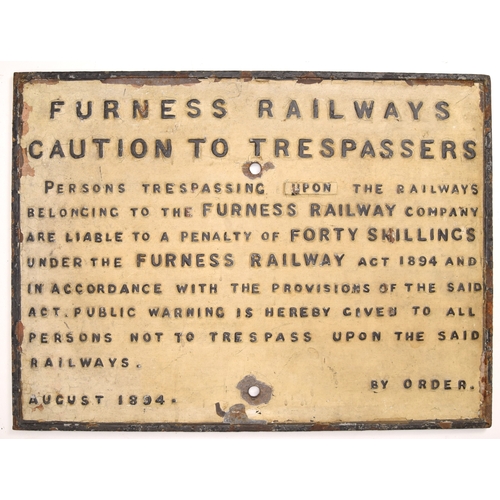 FURNESS RAILWAYS
CAUTION TO TRESPASSERS
PERSONS TRESPASSING UPON THE RAILWAYS
BELONGING TO THE FURNESS RAILWAY COMPANY
ARE LIABLE TO A PENALTY OF FORTY SHILLINGS
UNDER THE FURNESS RAILWAY ACT 1894 AND
IN ACCORDANCE WITH THE PROVISIONS OF THE SAID
ACT. PUBLIC WARNING IS HEREBY GIVEN TO ALL
PERSONS NOT TO TRESPASS UPON THE SAID
RAILWAYS.
BY ORDER.
AUGUST 1894.